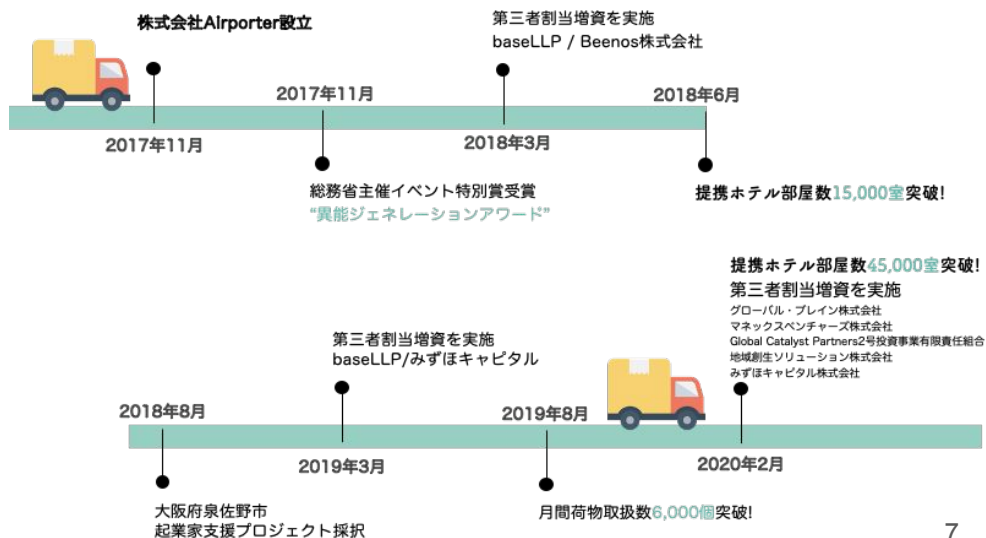 株式会社Airporter設立
第三者割当増資を実施
baseLLP / Beenos株式会社
2017年11月
2018年6月
2017年11月
2018年3月
総務省主催イベント特別賞受賞
“異能ジェネレーションアワード”
提携ホテル部屋数15,000室突破!
提携ホテル部屋数45,000室突破!
第三者割当増資を実施
グローバル・ブレイン株式会社
マネックスベンチャーズ株式会社
Global Catalyst Partners2号投資事業有限責任組合
地域創生ソリューション株式会社
みずほキャピタル株式会社
第三者割当増資を実施
baseLLP/みずほキャピタル
2018年8月
2019年8月
2019年3月
2020年2月
大阪府泉佐野市
起業家支援プロジェクト採択
月間荷物取扱数6,000個突破!
7